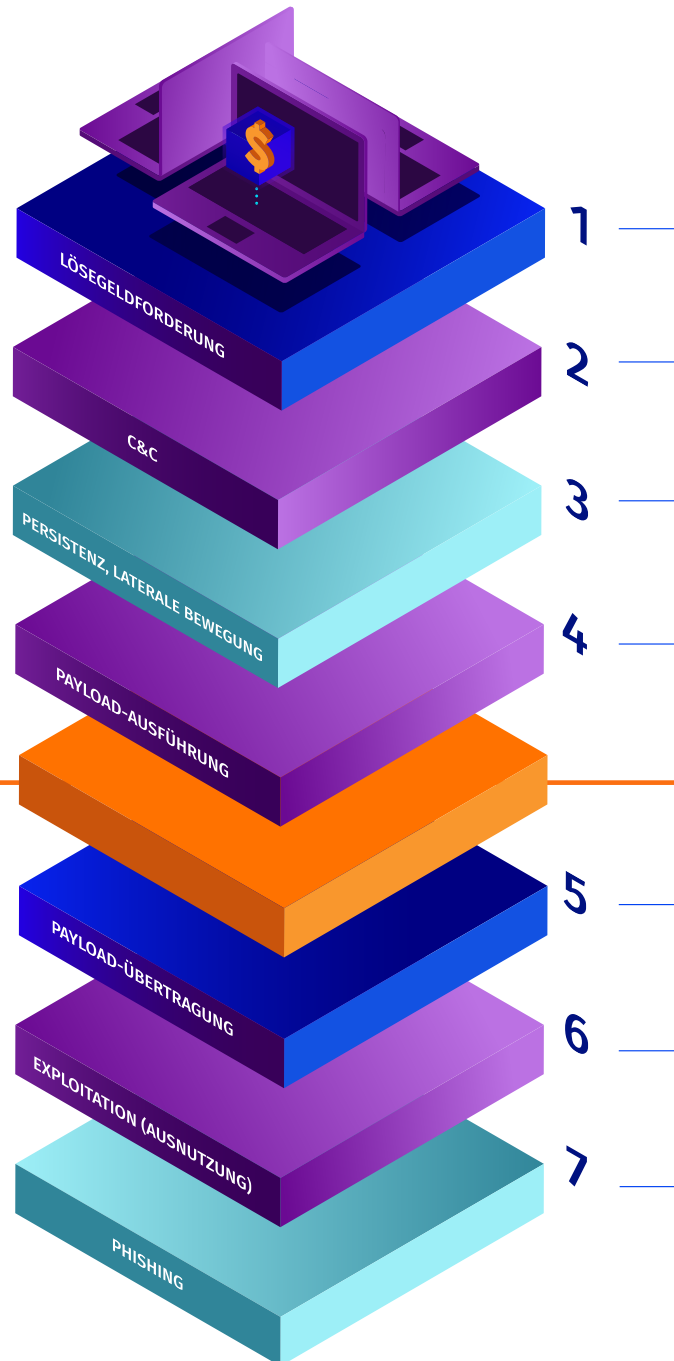 $
1
LÖSEGELDFORDERUNG
2
C&C
3
PERSISTENZ, LATERALE BEWEGUNG
4
PAYLOAD-AUSFÜHRUNG
5
PAYLOAD-ÜBERTRAGUNG
6
EXPLOITATION (AUSNUTZUNG)
7
PHISHING